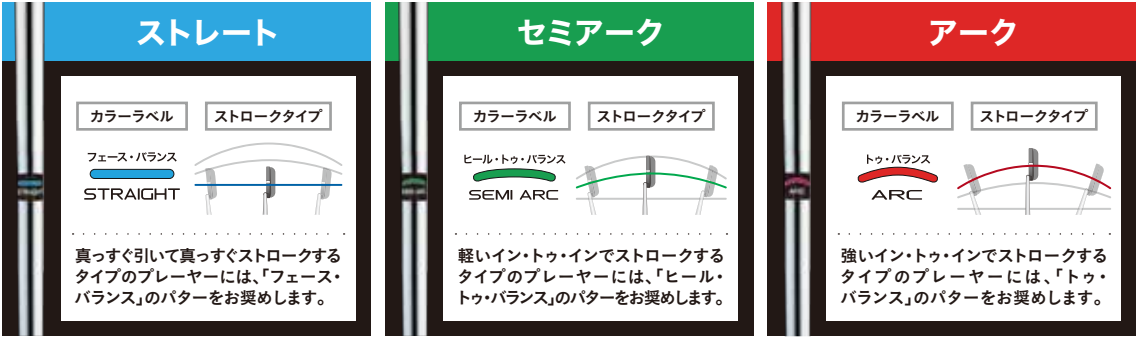 ストレート
カラーラベル
ストロークタイプ
フェース・バランス
STRAIGHT
真っすぐ引いて真っすぐストロークする
タイプのプレーヤーには、「フェース・
バランス」のパターをお奨めします。
セミアーク
カラーラベル
ストロークタイプ
ヒール・トゥ・バランス
SEMI ARC
軽いイン・トゥ・インでストロークする
タイプのプレーヤーには、「ヒール・
トゥ・バランス」のパターをお奨めします。
アーク
カラーラベル
ストロークタイプ
トゥ・バランス
ARC
強いイン・トゥ・インでストロークする
タイプのプレーヤーには、「トゥ・
バランス」のパターをお奨めします。